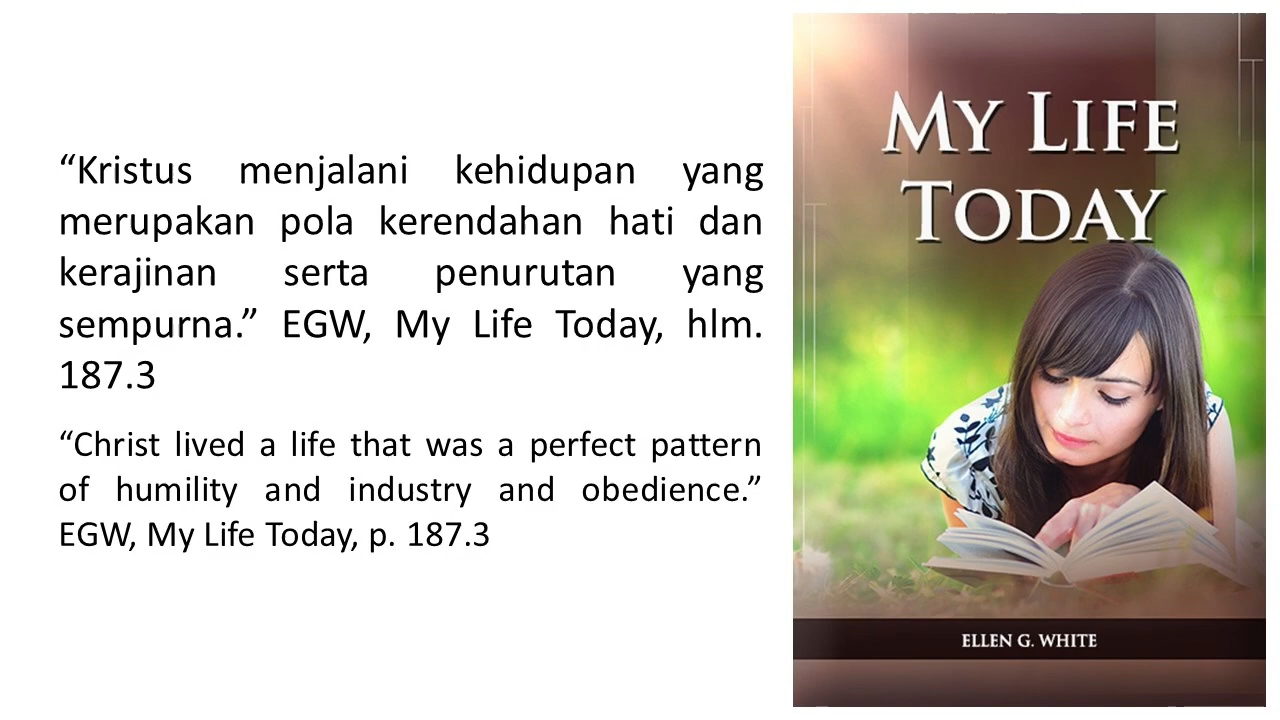 “Kristus menjalani kehidupan yang
merupakan pola kerendahan hati dan
kerajinan serta penurutan yang
sempurna.” EGW, My Life Today, hlm.
187.3
“Christ lived a life that was a perfect pattern
of humility and industry and obedience.”
EGW, My Life Today, p. 187.3
MY LIFE
TODAY
ELLEN G. WHITE